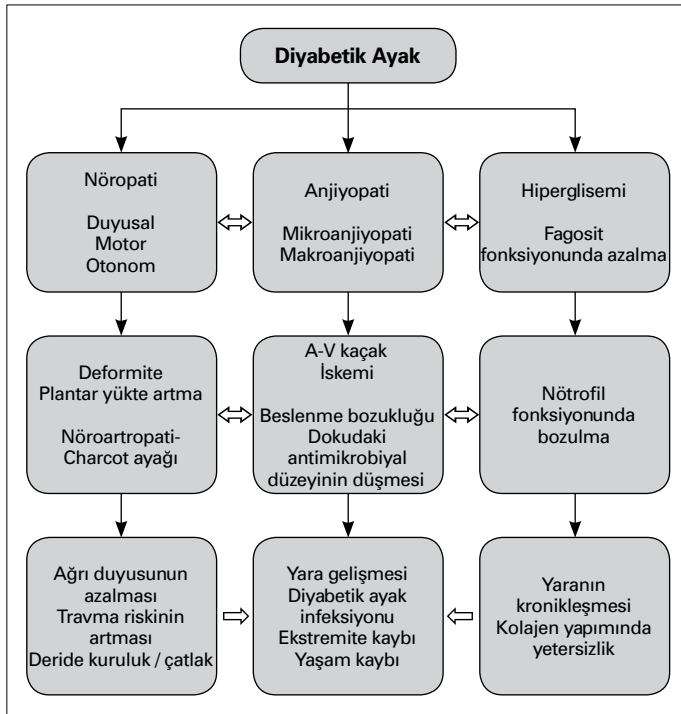 Diyabetik Ayak
Nöropati
Duyusal
Motor
Otonom
Anjiyopati
Mikroanjiyopati
Makroanjiyopati
Hiperglisemi
Fagosit
fonksiyonunda azalma
Deformite
Plantar yükte artma
Nöroartropati-
Charcot ayağı
A-V kaçak
İskemi
Beslenme bozukluğu
Dokudaki
antimikrobiyal
düzeyinin düşmesi
Nötrofil
fonksiyonunda
bozulma
Ağrı duyusunun
azalması
Travma riskinin
artması
Deride kuruluk / çatlak
Yara gelişmesi
Diyabetik ayak
infeksiyonu
Ekstremite kaybı
Yaşam kaybı
Yaranın
kronikleşmesi
Kolajen yapımında
yetersizlik